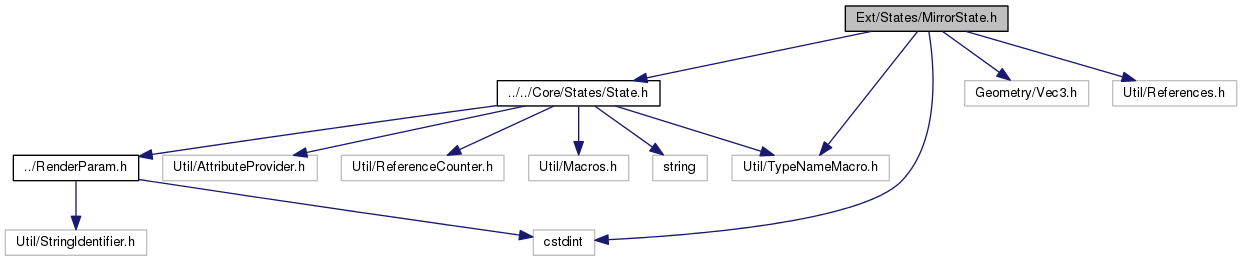 Ext/States/MirrorState.h
../../Core/States/State.h
Geometry/Vec3.h
Util/References.h
../RenderParam.h
Util/AttributeProvider.h
Util/ReferenceCounter.h
Util/Macros.h
string
Util/TypeNameMacro.h
Util/StringIdentifier.h
cstdint